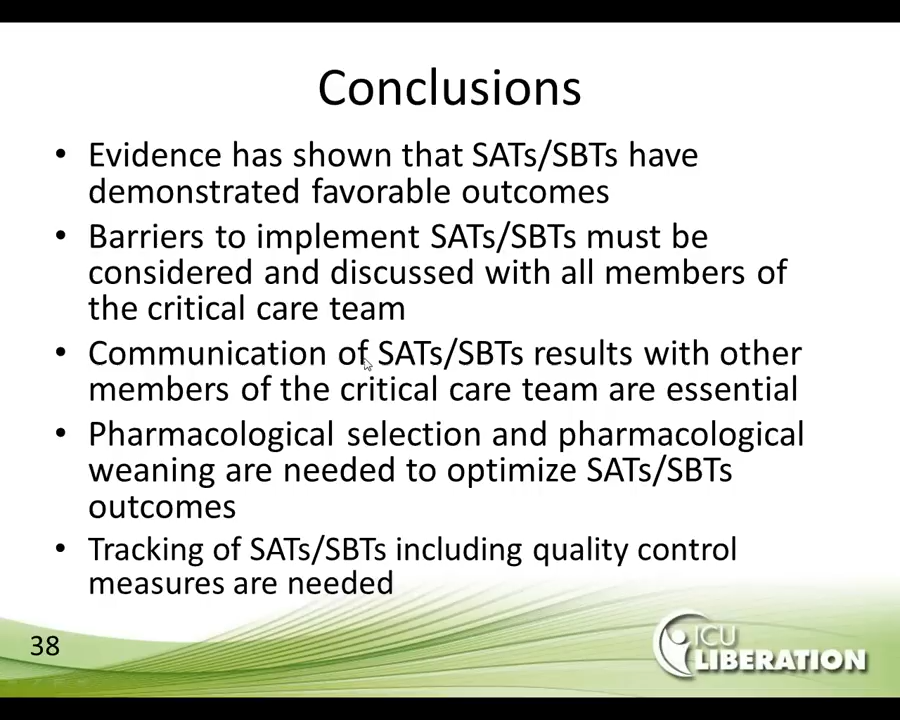 Conclusions
• Evidence has shown that SATs/SBTs have
demonstrated favorable outcomes
• Barriers to implement SATs/SBTs must be
considered and discussed with all members of
the critical care team
• Communication of SATs/SBTs results with other
members of the critical care team are essential
• Pharmacological selection and pharmacological
weaning are needed to optimize SATs/SBTs
outcomes
• Tracking of SATs/SBTs including quality control
measures are needed
38
ICU
LIBERATION